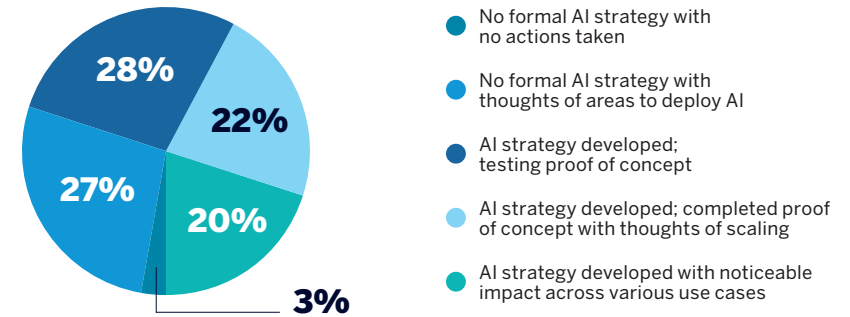 28%
22%
27%
20%
3%
No formal AI strategy with
no actions taken
No formal AI strategy with
thoughts of areas to deploy AI
AI strategy developed;
testing proof of concept
AI strategy developed; completed proof
of concept with thoughts of scaling
AI strategy developed with noticeable
impact across various use cases